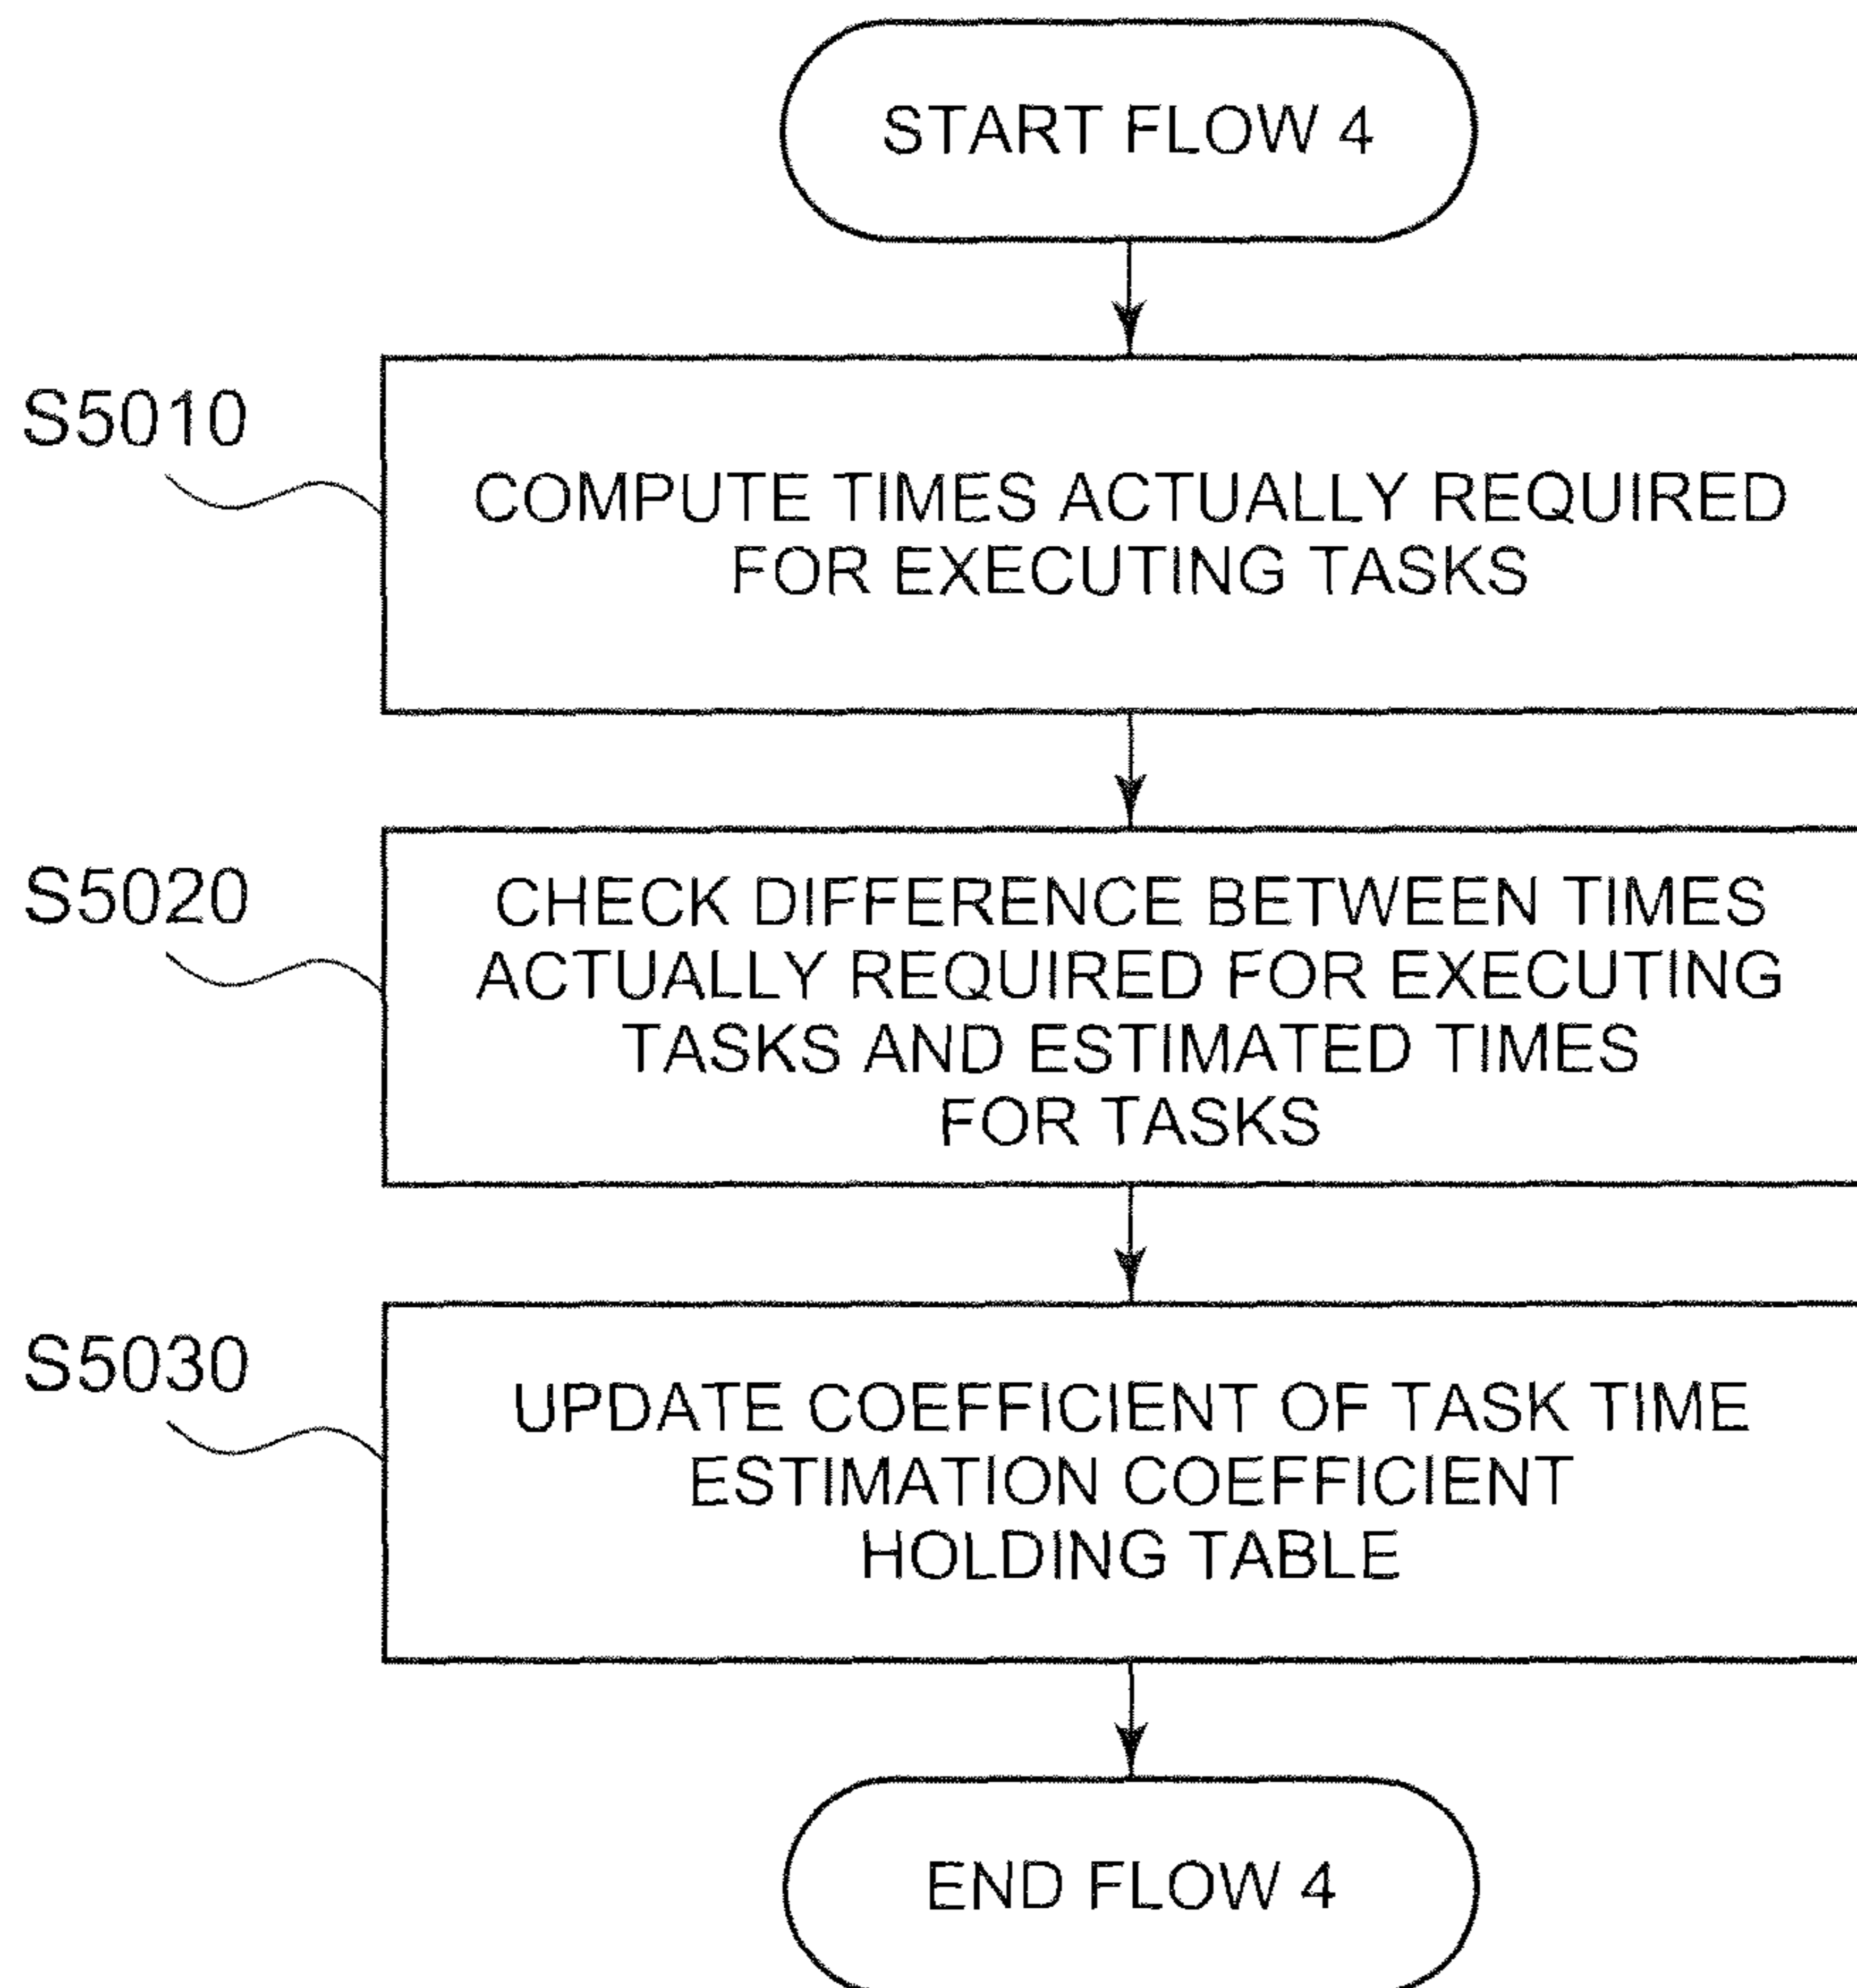 START FLOW 4
S5010
COMPUTE TIMES ACTUALLY REQUIRED
FOR EXECUTING TASKS
S5020
CHECK DIFFERENCE BETWEEN TIMES
ACTUALLY REQUIRED FOR EXECUTING
TASKS AND ESTIMATED TIMES
FOR TASKS
S5030
UPDATE COEFFICIENT OF TASK TIME
ESTIMATION COEFFICIENT
HOLDING TABLE
END FLOW 4